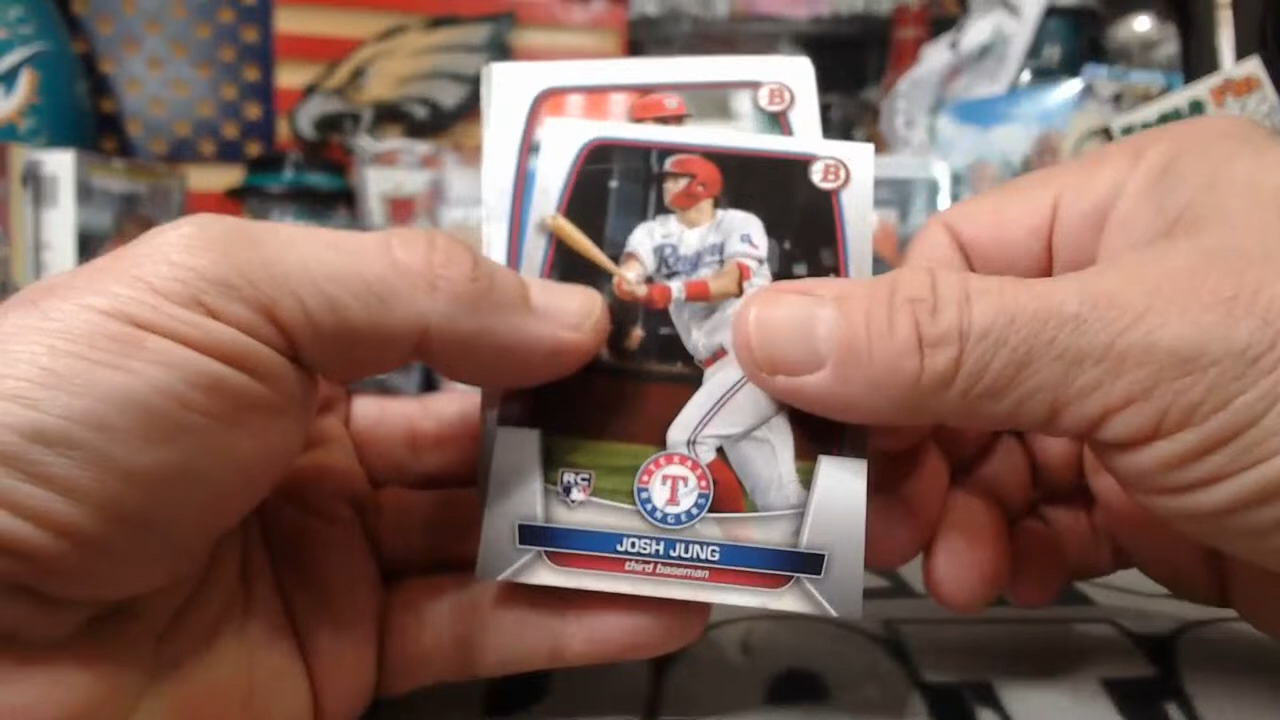 B
B
Rangers
RC
TEXAS
T
RANGERS
JOSH JUNG
third baseman